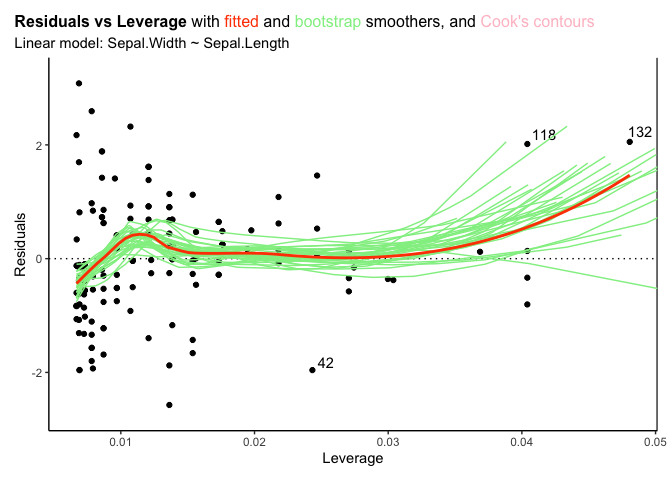 Residuals vs Leverage with fitted and bootstrap smoothers, and Cook's contours
Linear model: Sepal.Width ~ Sepal.Length
118
132
2
Residuals
0
42
-2
0.01
0.02
0.03
0.04
0.05
Leverage